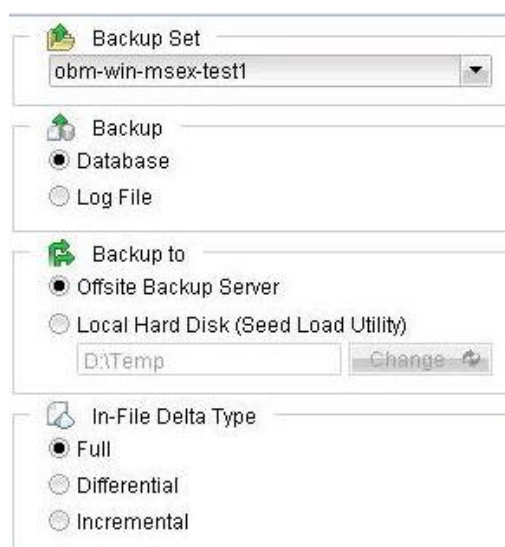 Backup Set
obm-win-msex-test1
Backup
Database
Log File
Backup to
Offsite Backup Server
Local Hard Disk (Seed Load Utility)
D:\Temp
Change
In-File Delta Type
Full
Differential
Incremental